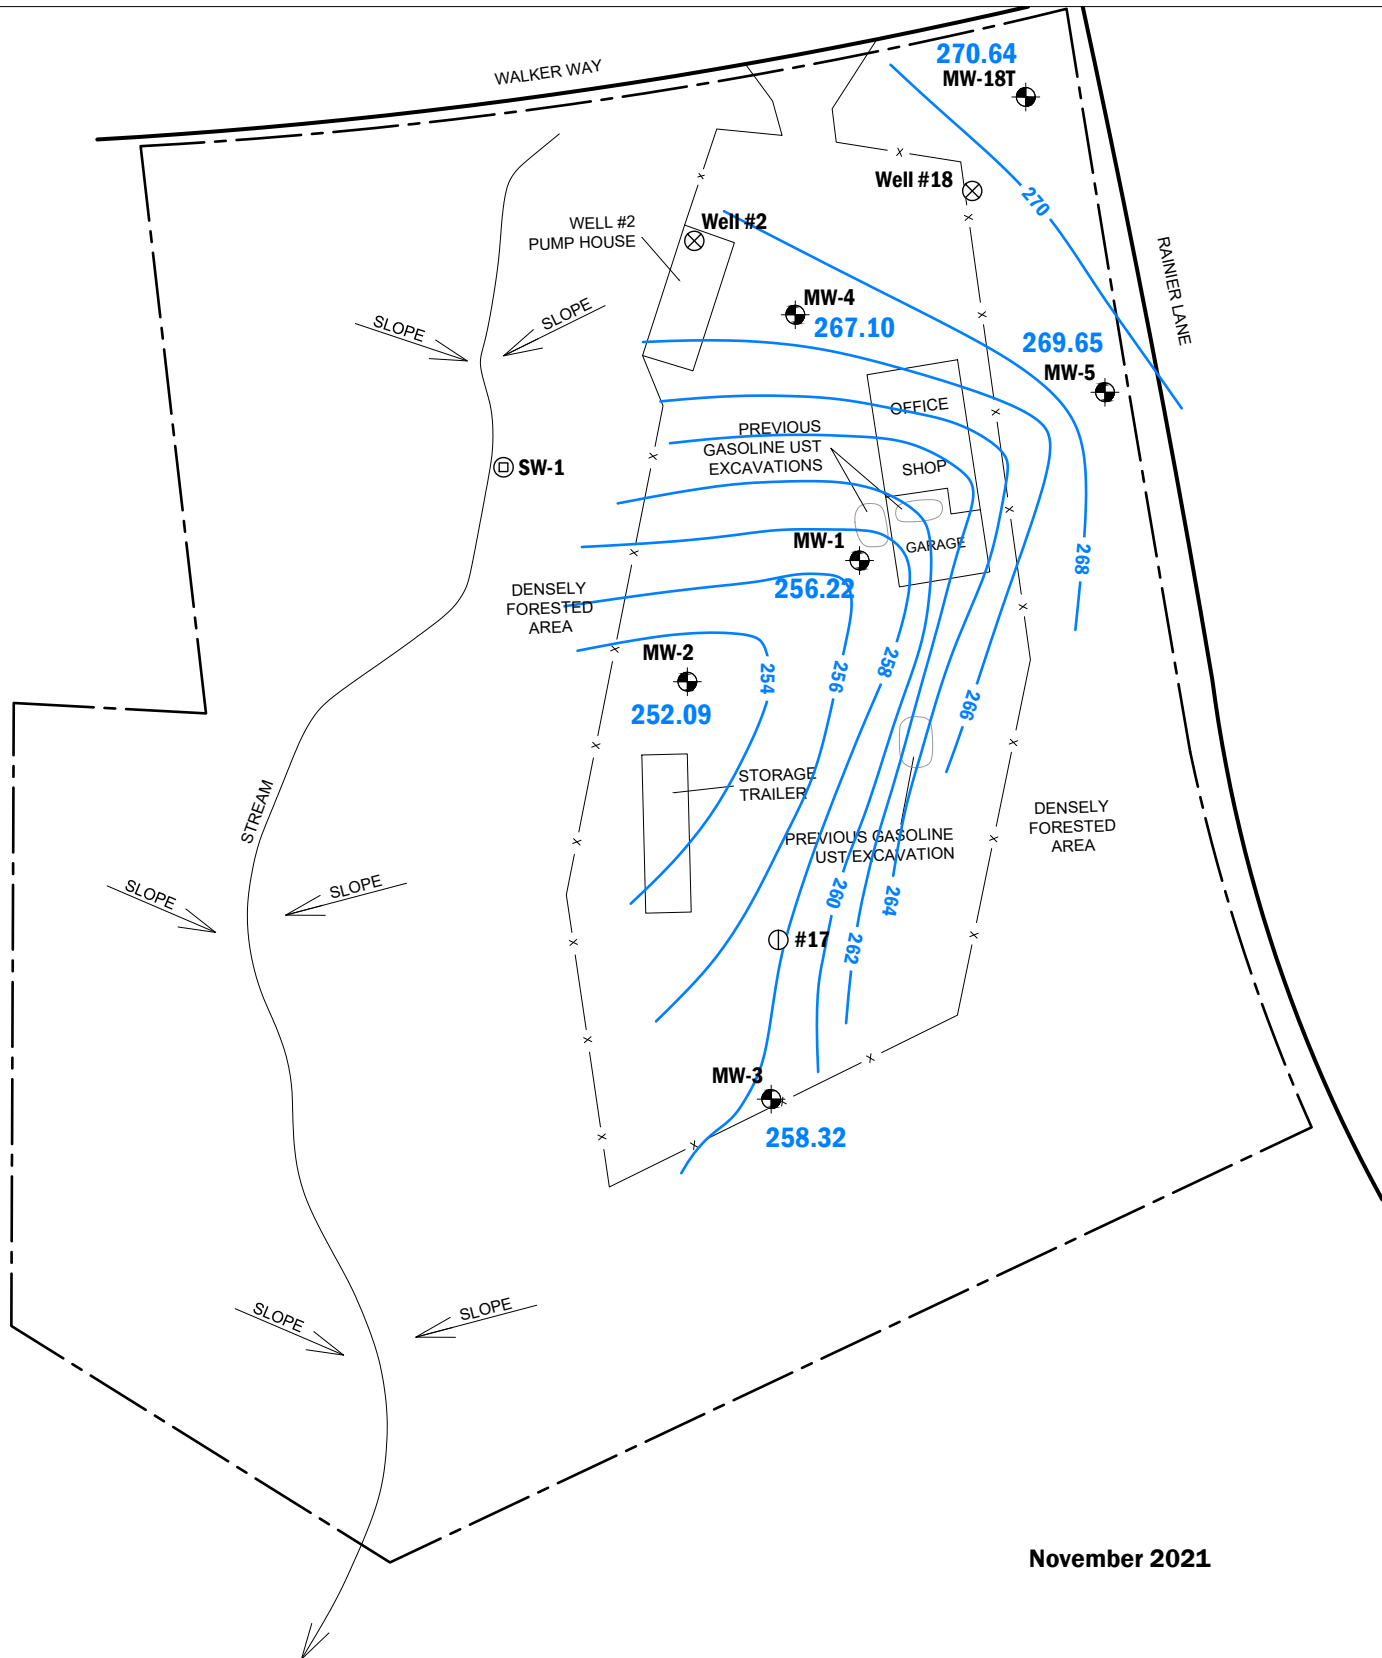 270.64
MW-18T
WALKER WAY
Well #18
270
WELL #2
PUMP HOUSE
Well #2
RAINIER LANE
MW-4
267.10
SLOPE
SLOPE
269.65
MW-5
OFFICE
PREVIOUS
GASOLINE UST
EXCAVATIONS
SHOP
SW-1
MW-1
GARAGE
256.22
268
DENSELY
FORESTED
AREA
MW-2
252.09
254
256
258
266
STORAGE
TRAILER
STREAM
DENSELY
FORESTED
AREA
PREVIOUS GASOLINE
UST EXCAVATION
SLOPE
SLOPE
260
264
262
#17
MW-3
258.32
SLOPE
SLOPE
November 2021